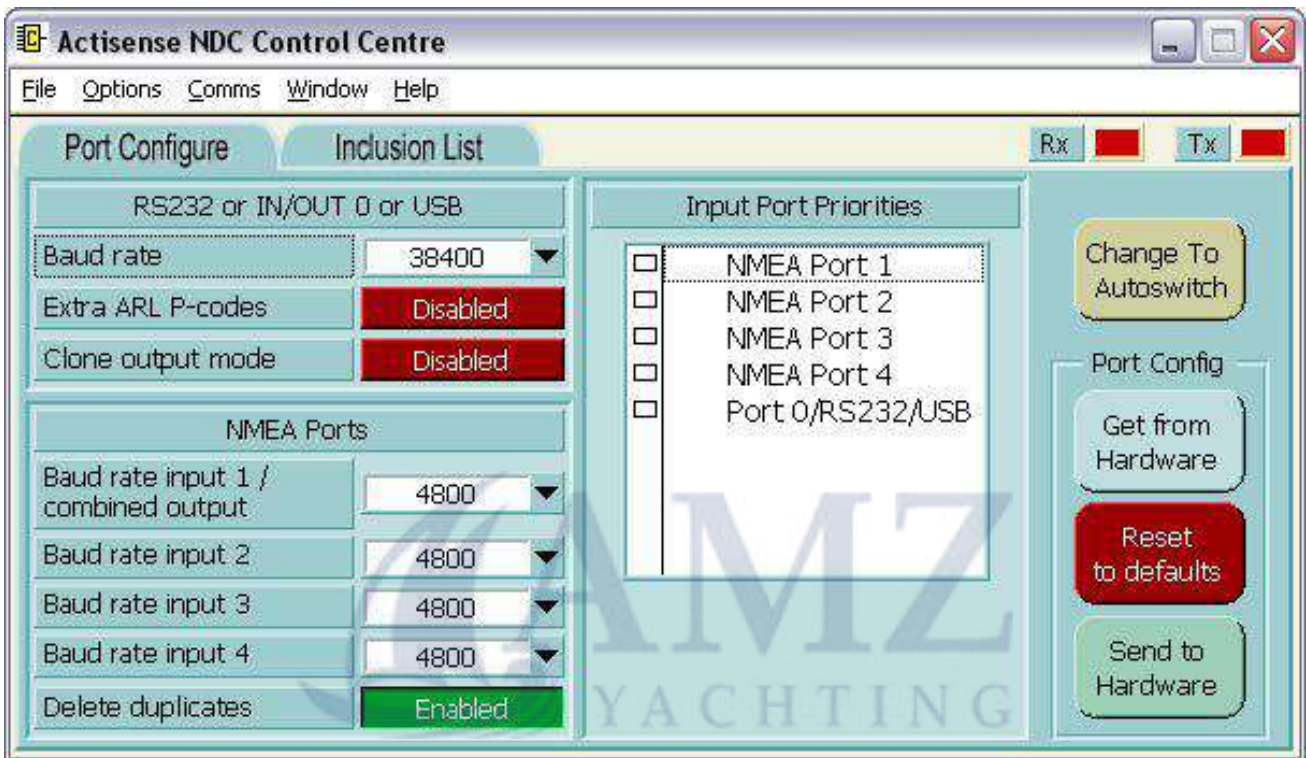 Actisense NDC Control Centre
File Options Comms Window Help
Port Configure
Inclusion List
Rx
Tx
RS232 or IN/OUT 0 or USB
Baud rate
38400
Extra ARL P-codes
Disabled
Clone output mode
Disabled
NMEA Ports
Baud rate input 1 /
combined output
4800
Baud rate input 2
4800
Baud rate input 3
4800
Baud rate input 4
4800
Delete duplicates
Enabled
Input Port Priorities
NMEA Port 1
NMEA Port 2
NMEA Port 3
NMEA Port 4
Port 0/RS232/USB
Change To
Autoswitch
Port Config
Get from
Hardware
Reset
to defaults
Send to
Hardware
AMZ
YACHTING